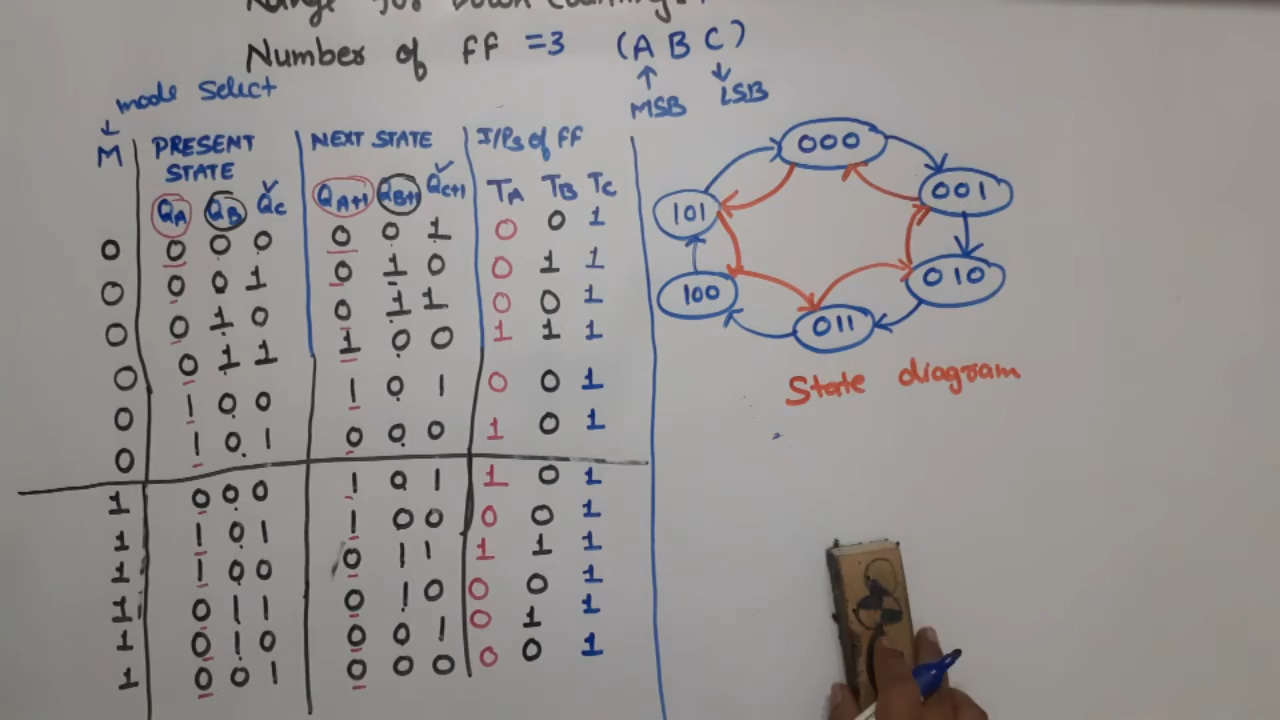 Range for Down counting:
Number of FF = 3 (A B C)
MSB LSB
mode select
M PRESENT STATE NEXT STATE I/Ps of FF
QA QB QC QA+1 QB+1 QC+1 TA TB TC
0 0 0 0 0 0 1 0 0 1
0 0 0 1 0 1 0 0 1 1
0 0 1 0 0 1 1 0 0 1
0 0 1 1 1 0 0 1 1 1
0 1 0 0 1 0 1 0 0 1
0 1 0 1 0 0 0 1 0 1
1 0 0 0 1 0 1 1 0 1
1 1 0 1 1 0 0 0 0 1
1 1 0 0 0 1 1 1 1 1
1 0 1 1 0 1 0 0 0 1
1 0 1 0 0 0 1 0 1 1
1 0 0 1 0 0 0 0 0 1
000
101 001
100 010
011
State diagram